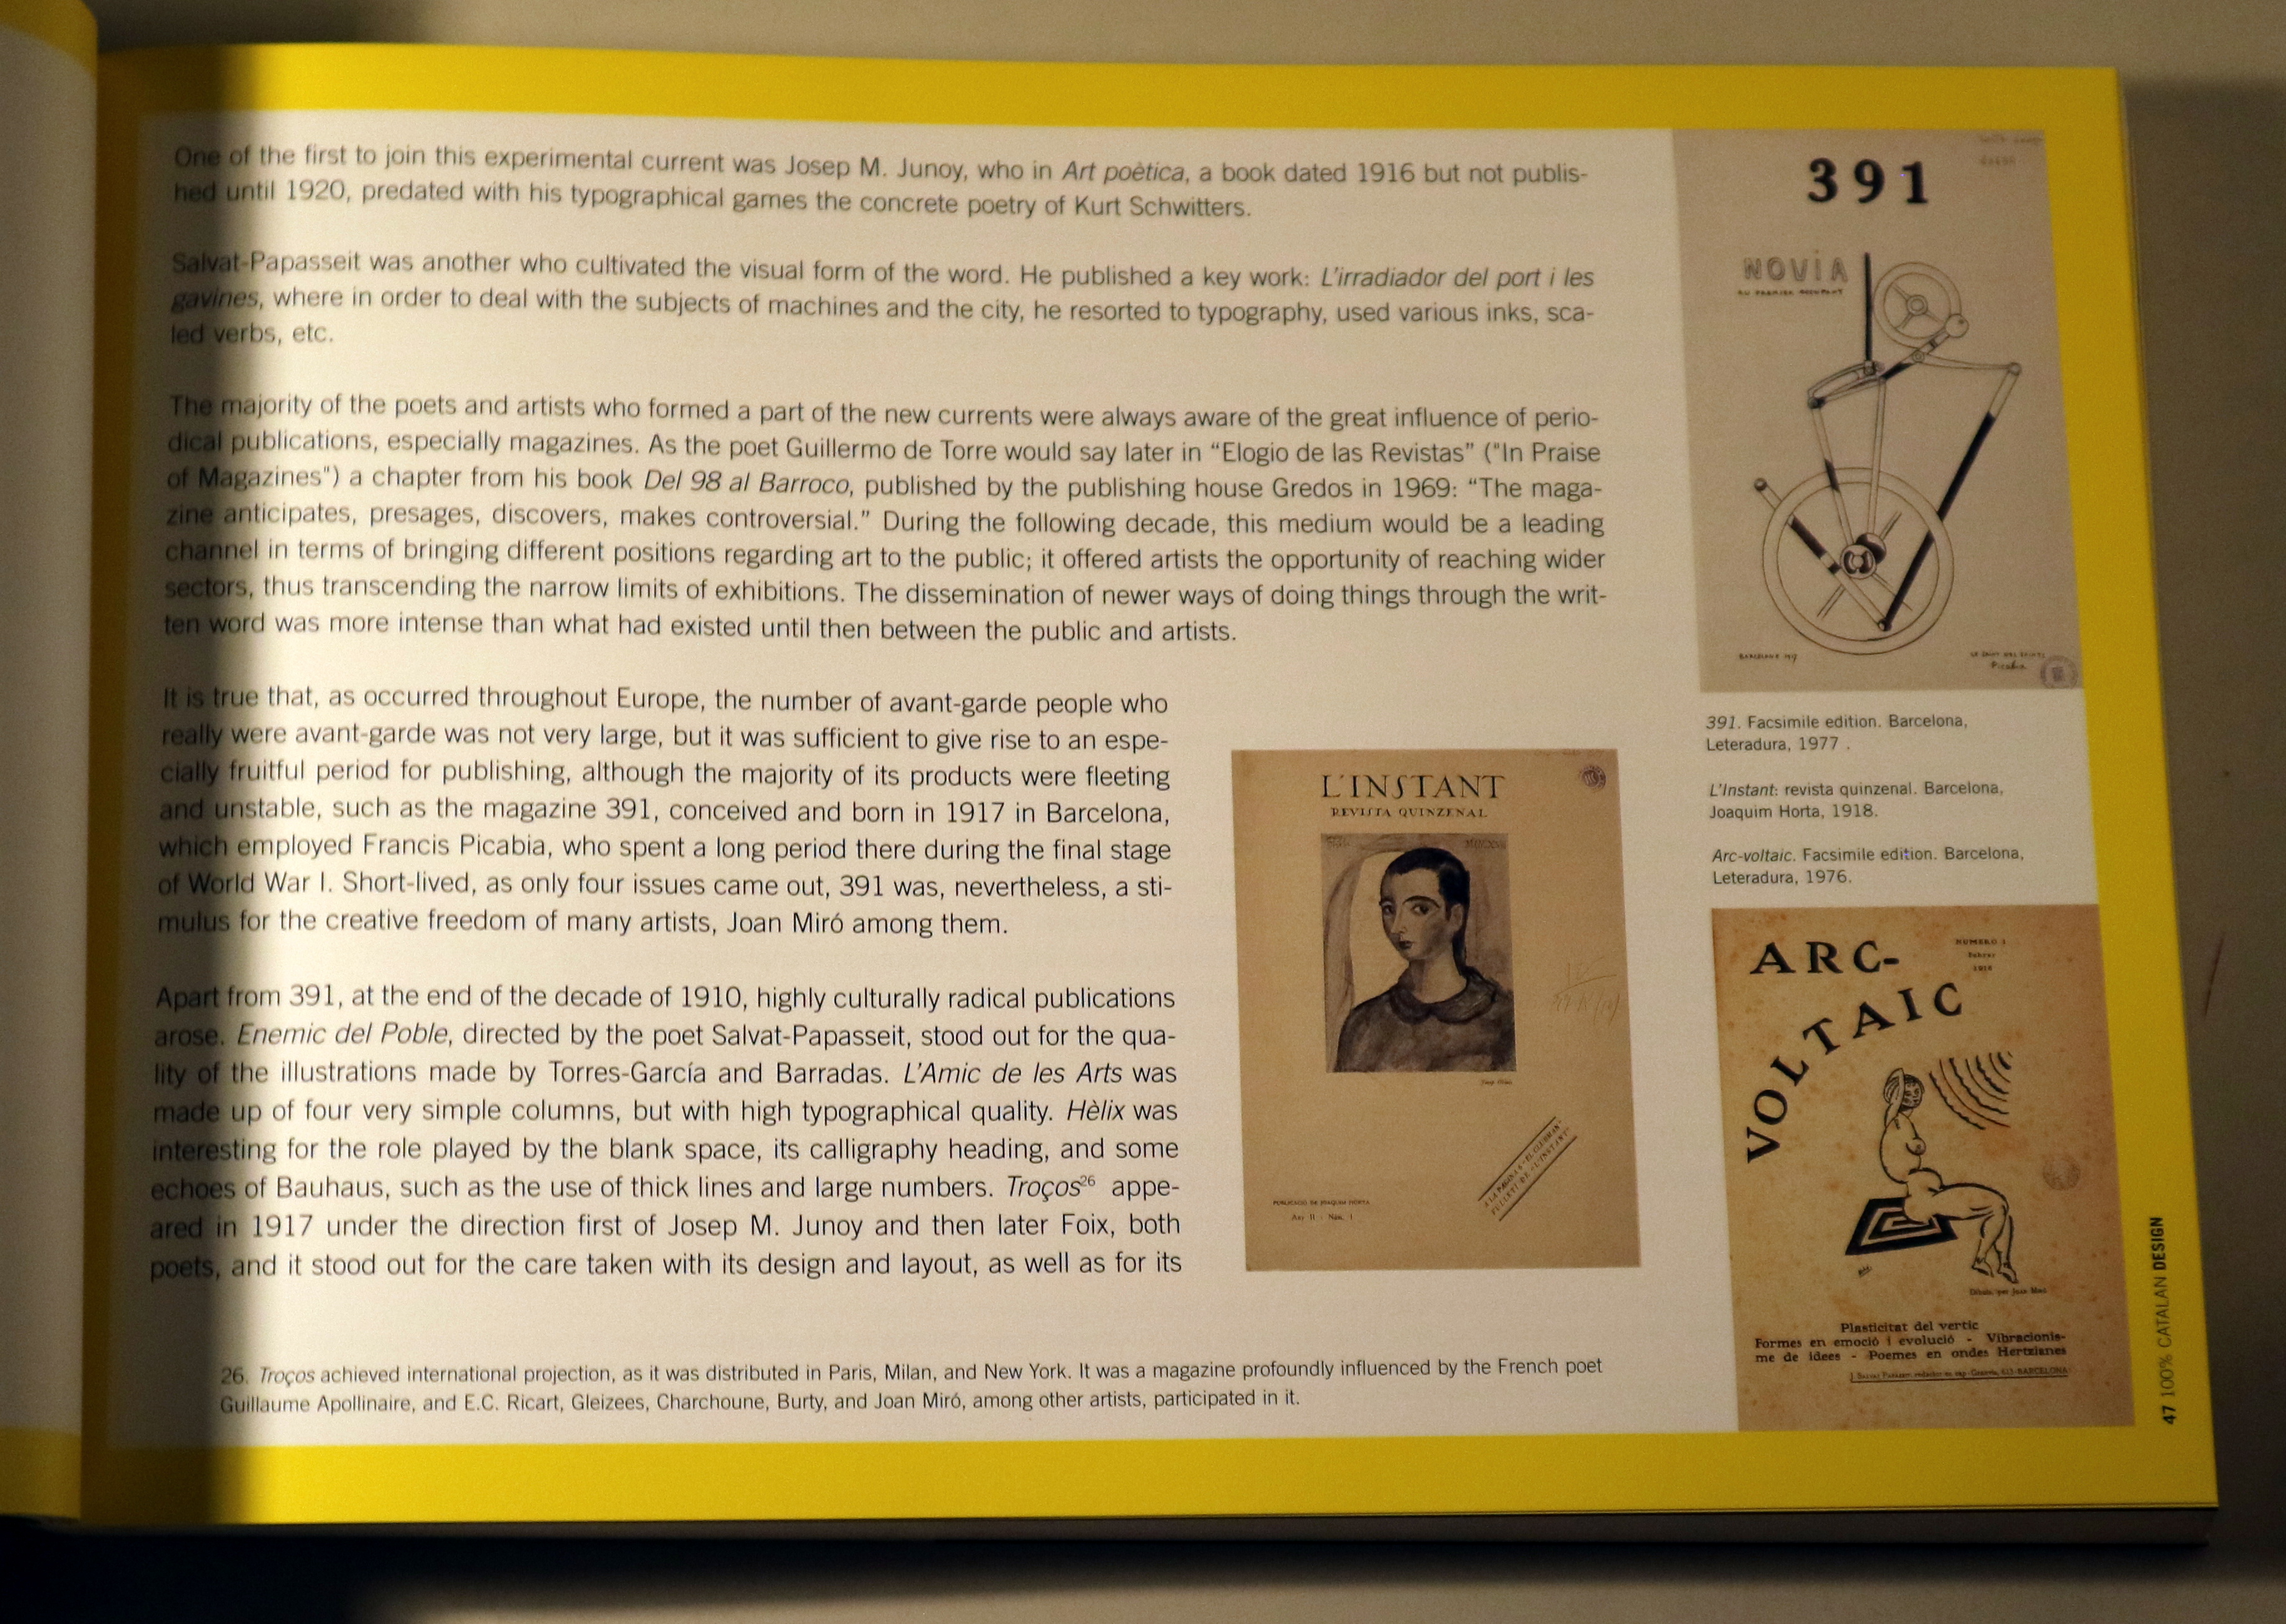 One of the first to join this experimental current was Josep M. Junoy, who in Art poètica, a book dated 1916 but not publis-
hed until 1920, predated with his typographical games the concrete poetry of Kurt Schwitters.
Salvat-Papasseit was another who cultivated the visual form of the word. He published a key work: L'irradiador del port i les
gavines, where in order to deal with the subjects of machines and the city, he resorted to typography, used various inks, sca-
led verbs, etc.
The majority of the poets and artists who formed a part of the new currents were always aware of the great influence of perio-
dical publications, especially magazines. As the poet Guillermo de Torre would say later in “Elogio de las Revistas” ("In Praise
of Magazines") a chapter from his book Del 98 al Barroco, published by the publishing house Gredos in 1969: “The maga-
zine anticipates, presages, discovers, makes controversial.” During the following decade, this medium would be a leading
channel in terms of bringing different positions regarding art to the public; it offered artists the opportunity of reaching wider
sectors, thus transcending the narrow limits of exhibitions. The dissemination of newer ways of doing things through the writ-
ten word was more intense than what had existed until then between the public and artists.
It is true that, as occurred throughout Europe, the number of avant-garde people who
really were avant-garde was not very large, but it was sufficient to give rise to an espe-
cially fruitful period for publishing, although the majority of its products were fleeting
and unstable, such as the magazine 391, conceived and born in 1917 in Barcelona,
which employed Francis Picabia, who spent a long period there during the final stage
of World War I. Short-lived, as only four issues came out, 391 was, nevertheless, a sti-
mulus for the creative freedom of many artists, Joan Miró among them.
Apart from 391, at the end of the decade of 1910, highly culturally radical publications
arose. Enemic del Poble, directed by the poet Salvat-Papasseit, stood out for the qua-
lity of the illustrations made by Torres-García and Barradas. L'Amic de les Arts was
made up of four very simple columns, but with high typographical quality. Hèlix was
interesting for the role played by the blank space, its calligraphy heading, and some
echoes of Bauhaus, such as the use of thick lines and large numbers. Troços26 appe-
ared in 1917 under the direction first of Josep M. Junoy and then later Foix, both
poets, and it stood out for the care taken with its design and layout, as well as for its
26. Troços achieved international projection, as it was distributed in Paris, Milan, and New York. It was a magazine profoundly influenced by the French poet
Guillaume Apollinaire, and E.C. Ricart, Gleizees, Charchoune, Burty, and Joan Miró, among other artists, participated in it.
L'INSTANT
REVISTA QUINZENAL
PUBLICACIÓ DE JOAQUIM HORTA
Any II - Núm. 1
391
NOVIA
AU PREMIER OCCUPANT
BARCELONE 1917
LE SAINT DES SAINTS
Picabia
391. Facsimile edition. Barcelona,
Leteradura, 1977 .
L'Instant: revista quinzenal. Barcelona,
Joaquim Horta, 1918.
Arc-voltaic. Facsimile edition. Barcelona,
Leteradura, 1976.
ARC-
VOLTAIC
NUMERO 1
Febrer
1918
Dibuix per Joan Miró
Plasticitat del vertic
Formes en emoció i evolució - Vibracionis-
me de idees - Poemes en ondes Hertzianes
47 100% CATALAN DESIGN